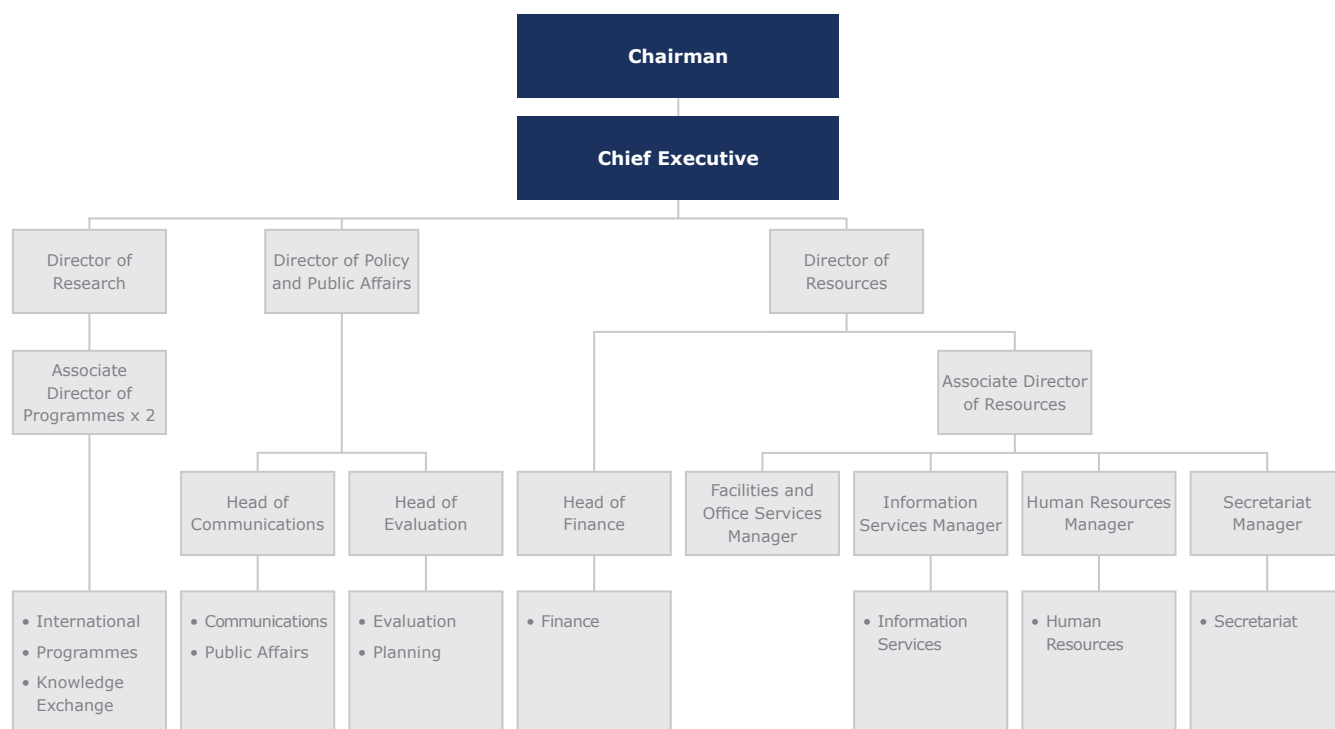 Chairman
Chief Executive
Director of
Research
Director of Policy
and Public Affairs
Director of
Resources
Associate
Director of
Programmes x 2
Associate Director
of Resources
Head of
Communications
Head of
Evaluation
Head of
Finance
Facilities and
Office Services
Manager
Information
Services Manager
Human Resources
Manager
Secretariat
Manager
• International
• Programmes
• Knowledge
Exchange
• Communications
• Public Affairs
• Evaluation
• Planning
• Finance
• Information
Services
• Human
Resources
• Secretariat